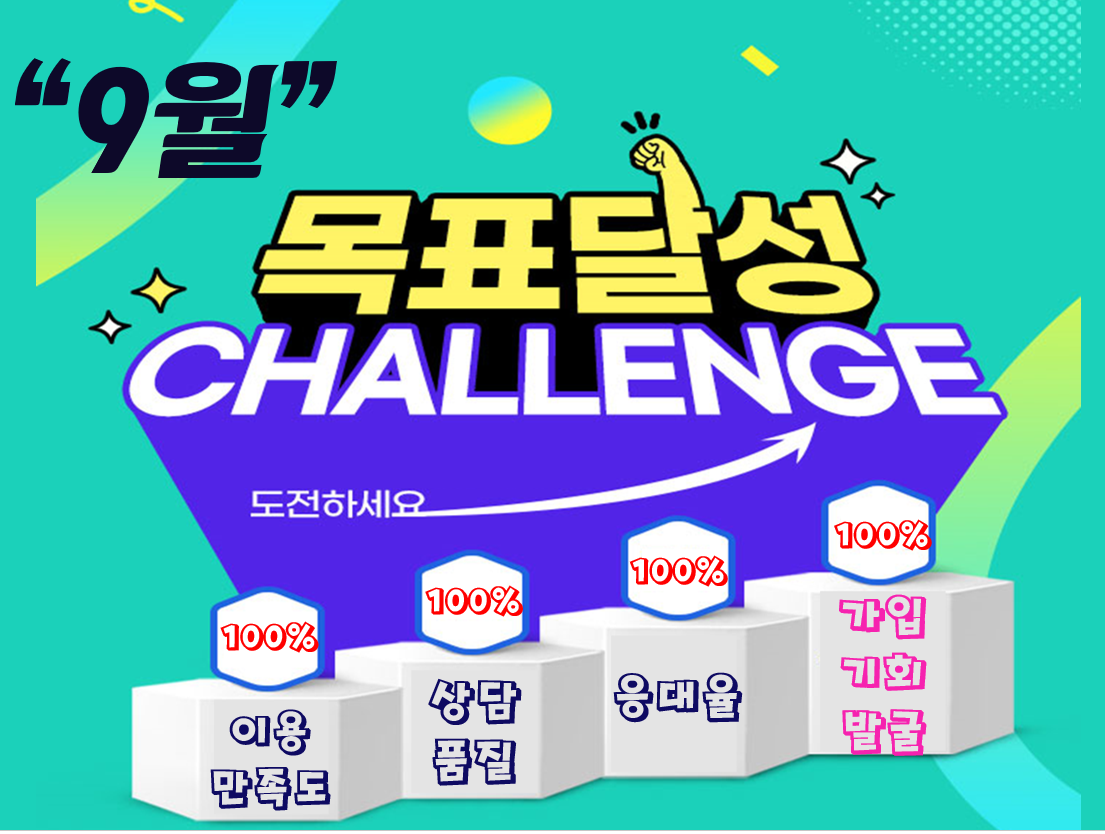 “9월”
목표달성
CHALLENGE
도전하세요
100%
이용
만족도
100%
상담
품질
100%
응대율
100%
가입
기회
발굴